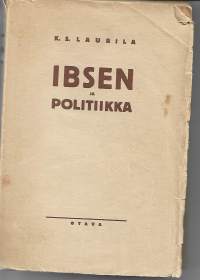 K. S. LAURILA
IBSEN
JA
POLITIIKKA
OTAVA